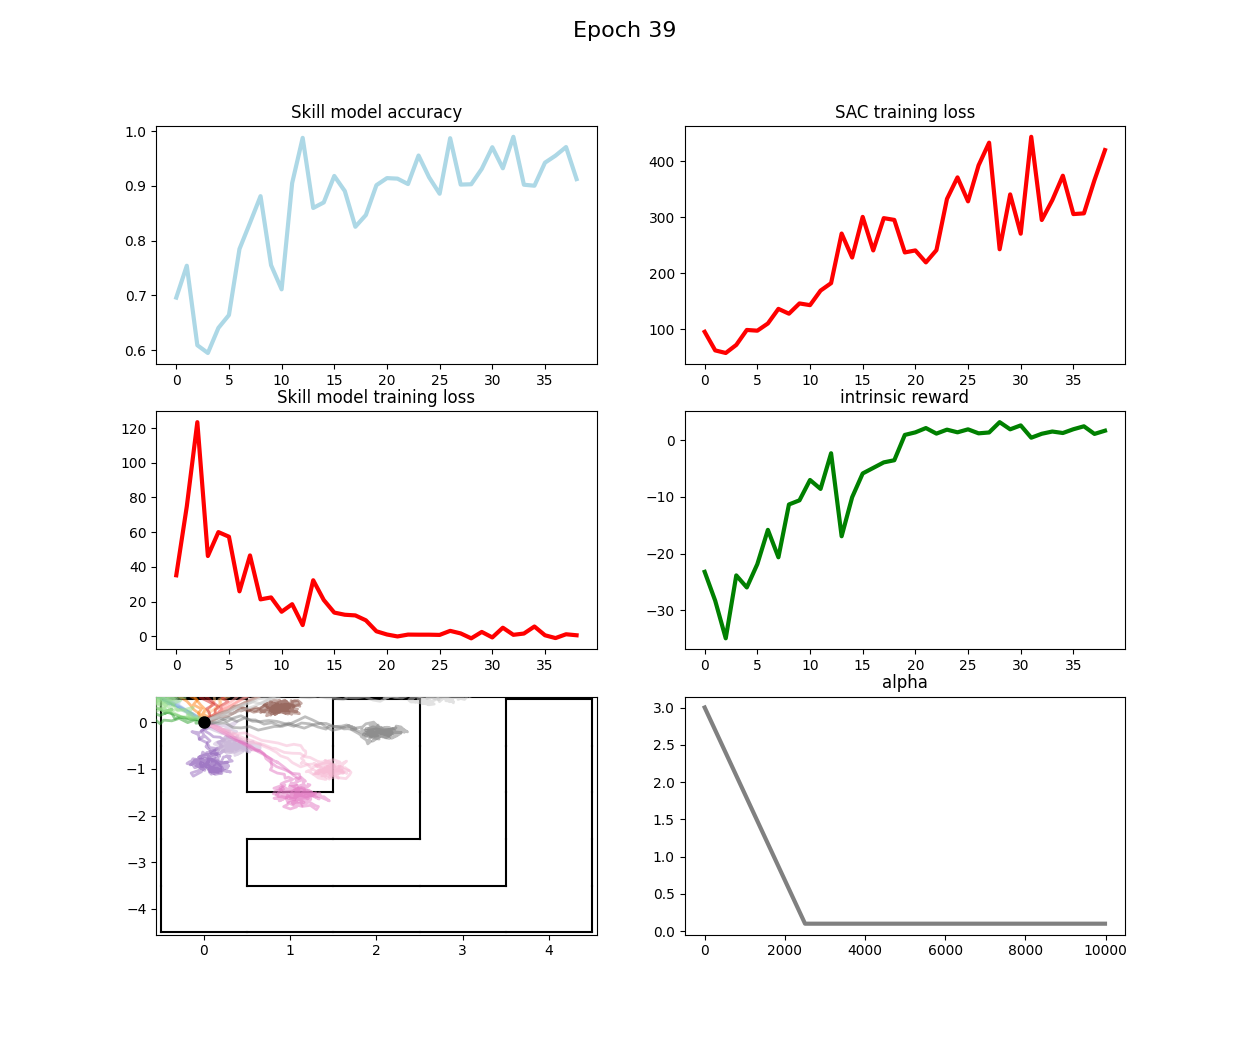 Epoch 39
Skill model accuracy
SAC training loss
1.0
0.9
0.8
0.7
0.6
0 5 10 15 20 25 30 35
400
300
200
100
0 5 10 15 20 25 30 35
Skill model training loss
intrinsic reward
120
100
80
60
40
20
0
0 5 10 15 20 25 30 35
0
−10
−20
−30
0 5 10 15 20 25 30 35
alpha
0
−1
−2
−3
−4
0 1 2 3 4
3.0
2.5
2.0
1.5
1.0
0.5
0.0
0 2000 4000 6000 8000 10000